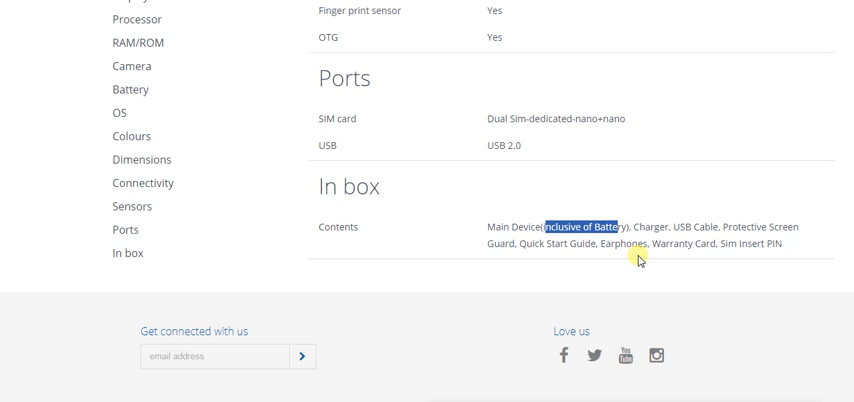 Processor
RAM/ROM
Camera
Battery
OS
Colours
Dimensions
Connectivity
Sensors
Ports
In box
Finger print sensor Yes
OTG Yes
Ports
SIM card Dual Sim-dedicated-nano+nano
USB USB 2.0
In box
Contents Main Device(inclusive of Battery), Charger, USB Cable, Protective Screen
Guard, Quick Start Guide, Earphones, Warranty Card, Sim Insert PIN
Get connected with us
email address
Love us
You
Tube